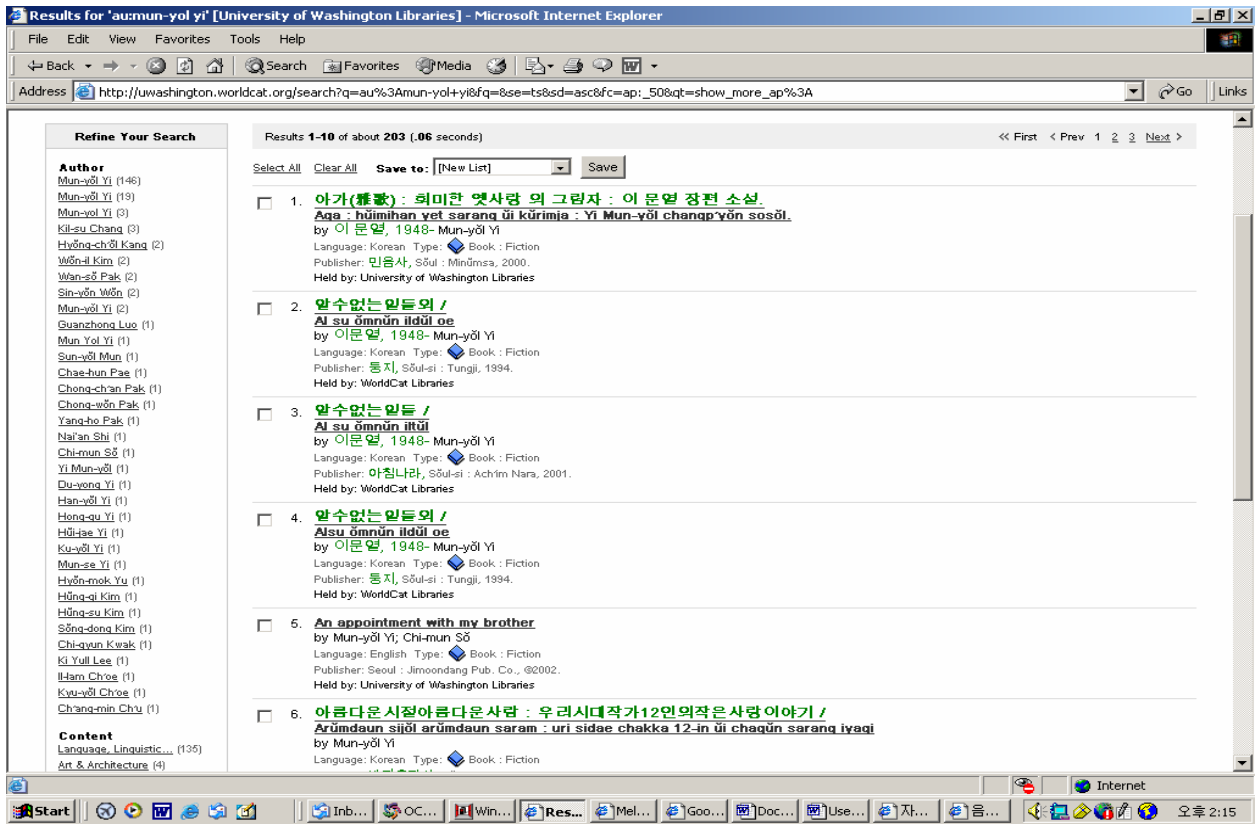 Results for 'au:mun-yol yi' [University of Washington Libraries] - Microsoft Internet Explorer
File Edit View Favorites Tools Help
Back Search Favorites Media
Address http://uwashington.worldcat.org/search?q=au%3Amun-yol+yi&fq=&se=ts&sd=asc&fc=ap:_50&qt=show_more_ap%3A Go Links
Refine Your Search
Author
Mun-yŏl Yi (146)
Mun-yŏl Yi (19)
Mun-yol Yi (3)
Kil-su Chang (3)
Hyŏng-ch'ŏl Kang (2)
Wŏn-il Kim (2)
Wan-sŏ Pak (2)
Sin-yŏn Wŏn (2)
Mun-yŏl Yi (2)
Guanzhong Luo (1)
Mun Yol Yi (1)
Sun-yŏl Mun (1)
Chae-hun Pae (1)
Chong-ch'an Pak (1)
Chong-wŏn Pak (1)
Yang-ho Pak (1)
Nai'an Shi (1)
Chi-mun Sŏ (1)
Yi Mun-yŏl (1)
Du-yong Yi (1)
Han-yŏl Yi (1)
Hong-qu Yi (1)
Hŭi-jae Yi (1)
Ku-yŏl Yi (1)
Mun-se Yi (1)
Hyŏn-mok Yu (1)
Hŭng-qi Kim (1)
Hŭng-su Kim (1)
Sŏng-dong Kim (1)
Chi-gyun Kwak (1)
Ki Yull Lee (1)
Il-lam Ch'oe (1)
Kyu-yŏl Ch'oe (1)
Ch'ang-min Ch'u (1)
Content
Language, Linguistic... (135)
Art & Architecture (4)
Results 1-10 of about 203 (.06 seconds) << First < Prev 1 2 3 Next >
Select All Clear All Save to: [New List] Save
1. 아가(雅歌) : 희미한 옛사랑 의 그림자 : 이 문열 장편 소설.
Aga : hŭimihan yet sarang ŭi kŭrimja : Yi Mun-yŏl changp'yŏn sosŏl.
by 이 문열, 1948- Mun-yŏl Yi
Language: Korean Type: Book : Fiction
Publisher: 민음사, Sŏul : Minŭmsa, 2000.
Held by: University of Washington Libraries
2. 알수없는일들외 /
Al su ŏmnŭn ildŭl oe
by 이문열, 1948- Mun-yŏl Yi
Language: Korean Type: Book : Fiction
Publisher: 둥지, Sŏul-si : Tungji, 1994.
Held by: WorldCat Libraries
3. 알수없는일들 /
Al su ŏmnŭn iltŭl
by 이문열, 1948- Mun-yŏl Yi
Language: Korean Type: Book : Fiction
Publisher: 아침나라, Sŏul-si : Ach'im Nara, 2001.
Held by: WorldCat Libraries
4. 알수없는일들외 /
Alsu ŏmnŭn ildŭl oe
by 이문열, 1948- Mun-yŏl Yi
Language: Korean Type: Book : Fiction
Publisher: 둥지, Sŏul-si : Tungji, 1994.
Held by: WorldCat Libraries
5. An appointment with my brother
by Mun-yŏl Yi; Chi-mun Sŏ
Language: English Type: Book : Fiction
Publisher: Seoul : Jimoondang Pub. Co., ©2002.
Held by: University of Washington Libraries
6. 아름다운시절아름다운사람 : 우리시대작가12인의작은사랑이야기 /
Arŭmdaun sijŏl arŭmdaun saram : uri sidae chakka 12-in ŭi chagŭn sarang iyagi
by Mun-yŏl Yi
Language: Korean Type: Book : Fiction
Internet
Start Inb... OC... Win... Res... Mel... Goo... Doc... Use... 자... 음... 오후 2:15